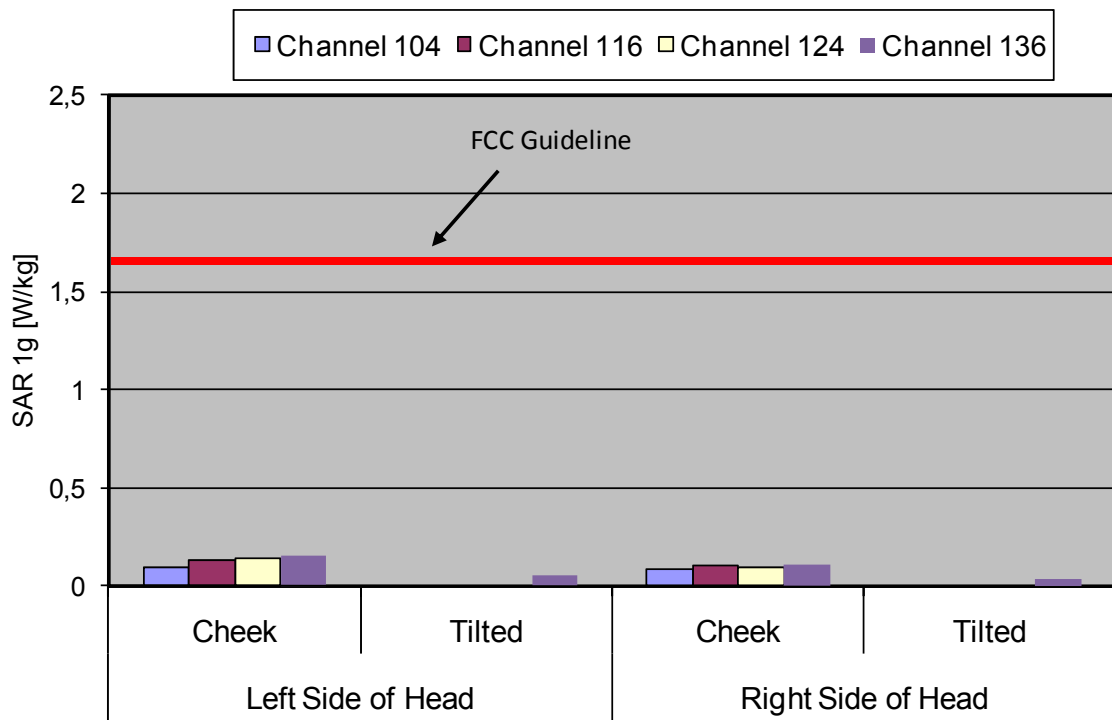 Channel 104 Channel 116 Channel 124 Channel 136
2,5
FCC Guideline
2
1,5
SAR 1g [W/kg]
1
0,5
0
Cheek Tilted Cheek Tilted
Left Side of Head Right Side of Head